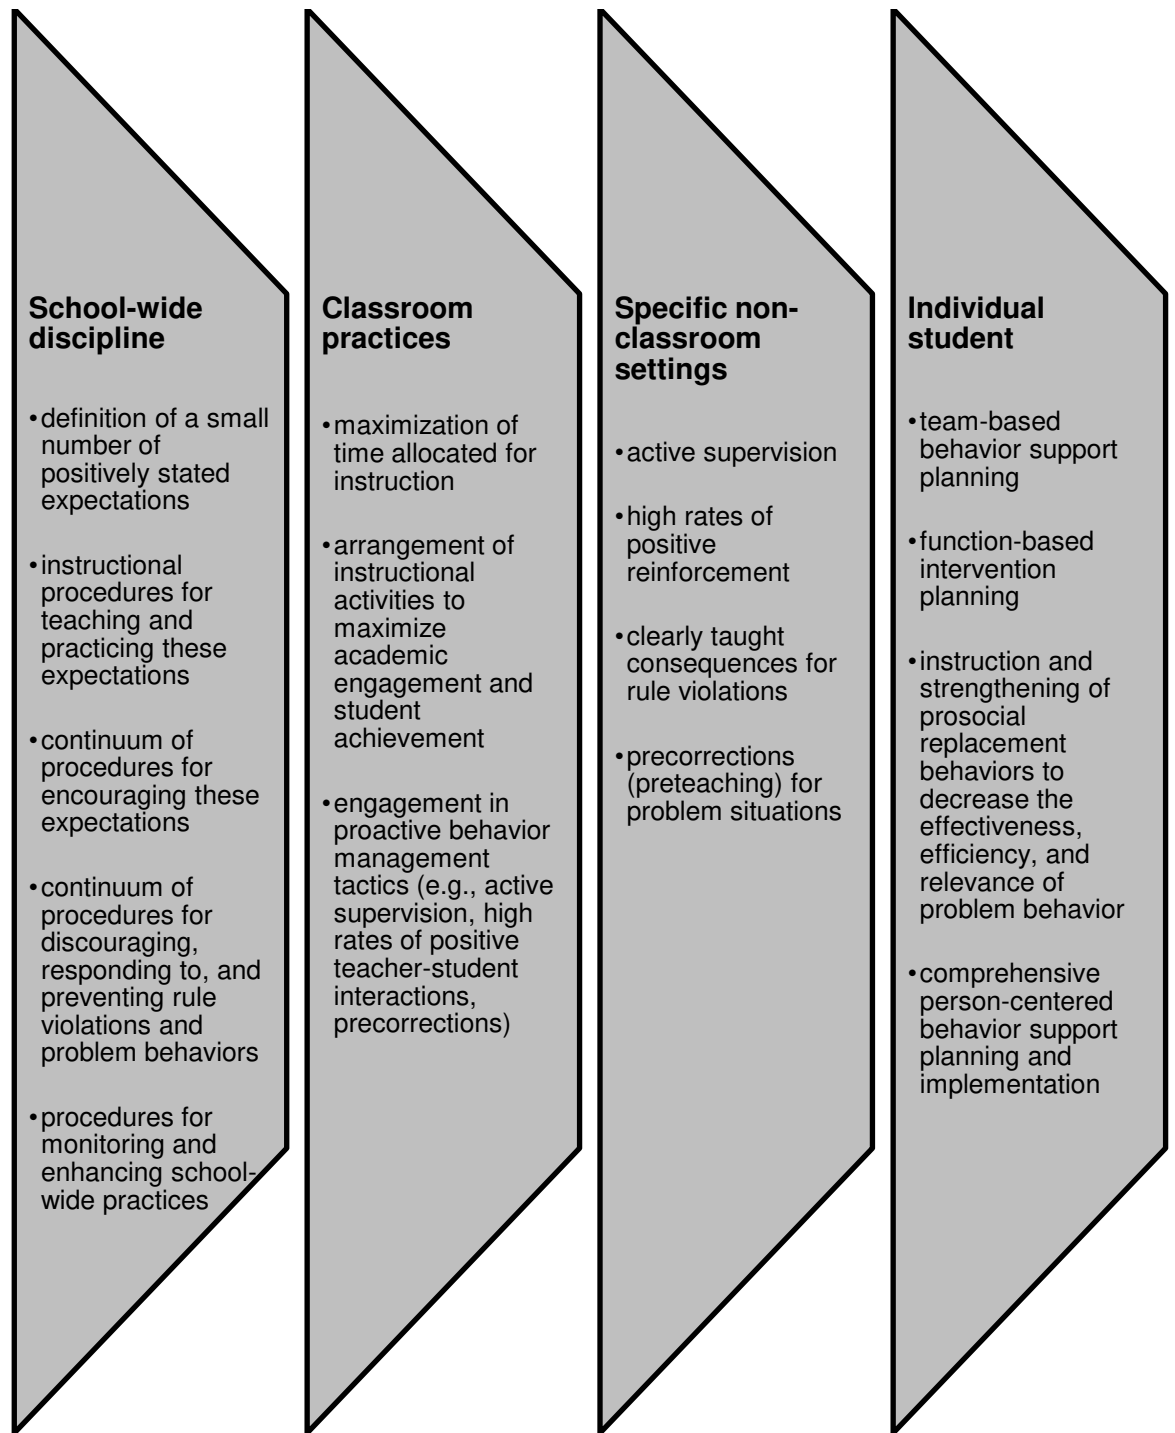 School-wide
discipline
•definition of a small
number of
positively stated
expectations
•instructional
procedures for
teaching and
practicing these
expectations
•continuum of
procedures for
encouraging these
expectations
•continuum of
procedures for
discouraging,
responding to, and
preventing rule
violations and
problem behaviors
•procedures for
monitoring and
enhancing school-
wide practices
Classroom
practices
•maximization of
time allocated for
instruction
•arrangement of
instructional
activities to
maximize
academic
engagement and
student
achievement
•engagement in
proactive behavior
management
tactics (e.g., active
supervision, high
rates of positive
teacher-student
interactions,
precorrections)
Specific non-
classroom
settings
•active supervision
•high rates of
positive
reinforcement
•clearly taught
consequences for
rule violations
•precorrections
(preteaching) for
problem situations
Individual
student
•team-based
behavior support
planning
•function-based
intervention
planning
•instruction and
strengthening of
prosocial
replacement
behaviors to
decrease the
effectiveness,
efficiency, and
relevance of
problem behavior
•comprehensive
person-centered
behavior support
planning and
implementation